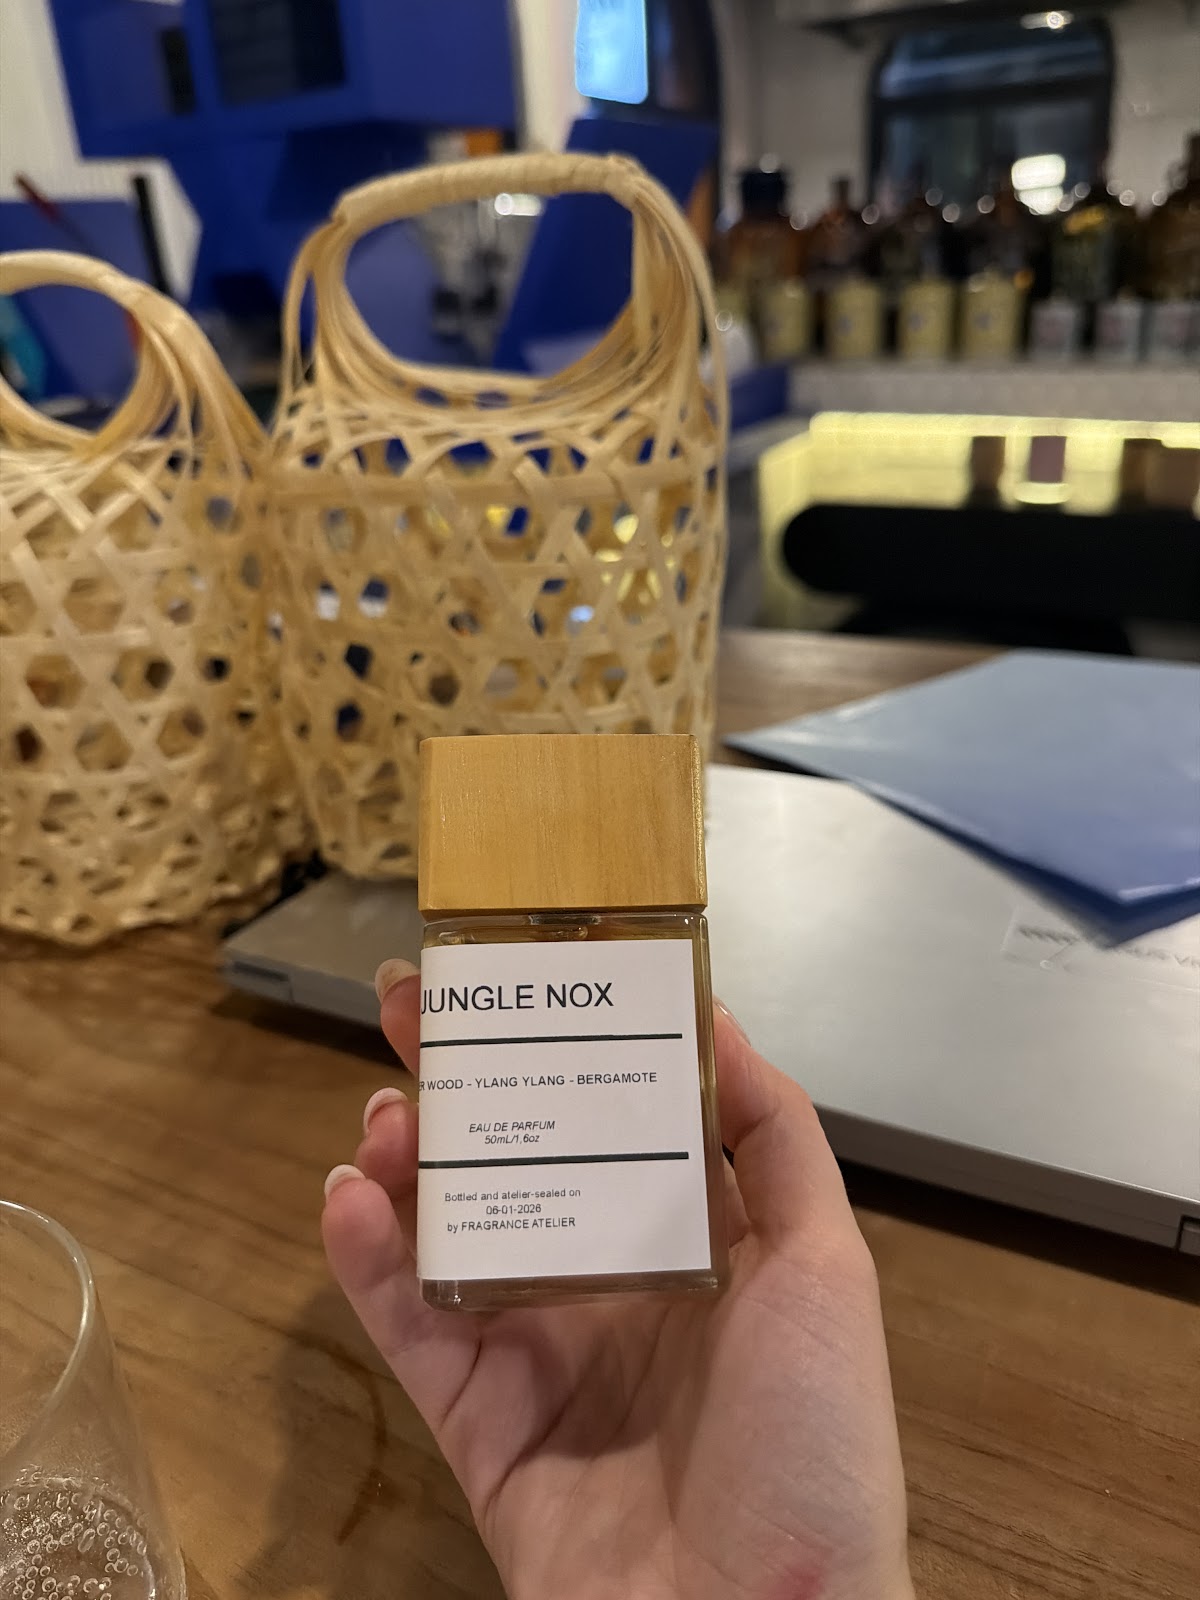 JUNGLE NOX
R WOOD - YLANG YLANG - BERGAMOTE
EAU DE PARFUM
50mL/1,6oz
Bottled and atelier-sealed on
06-01-2026
by FRAGRANCE ATELIER